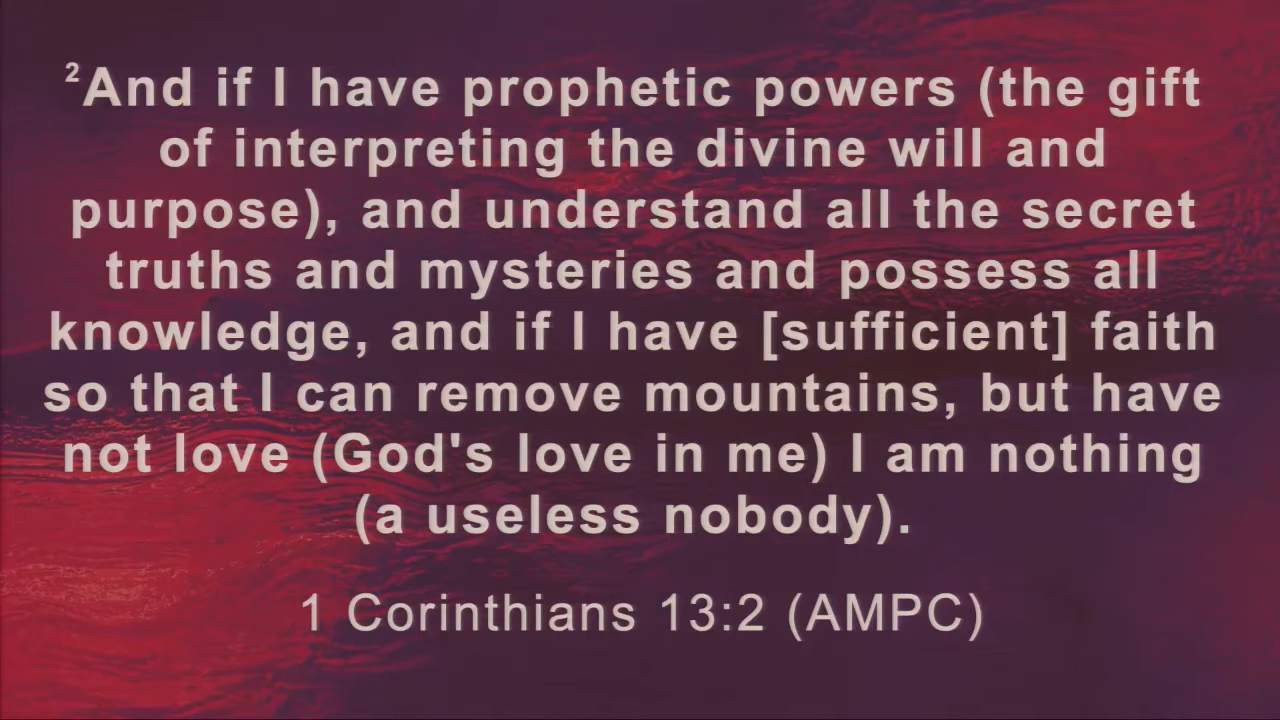 ²And if I have prophetic powers (the gift
of interpreting the divine will and
purpose), and understand all the secret
truths and mysteries and possess all
knowledge, and if I have [sufficient] faith
so that I can remove mountains, but have
not love (God's love in me) I am nothing
(a useless nobody).
1 Corinthians 13:2 (AMPC)